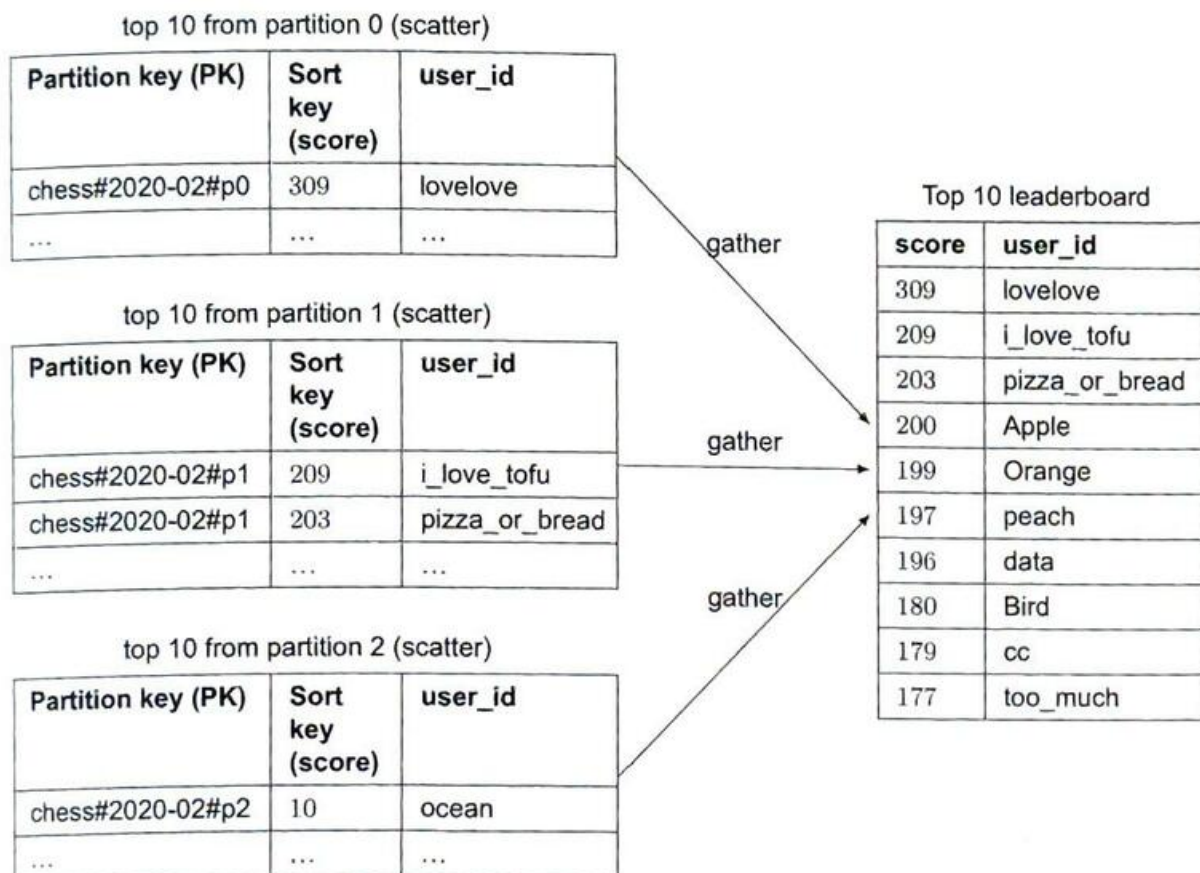 top 10 from partition 0 (scatter)
Partition key (PK) Sort key (score) user_id
chess#2020-02#p0 309 lovelove
... ... ...
gather
top 10 from partition 1 (scatter)
Partition key (PK) Sort key (score) user_id
chess#2020-02#p1 209 i_love_tofu
chess#2020-02#p1 203 pizza_or_bread
... ... ...
gather
top 10 from partition 2 (scatter)
Partition key (PK) Sort key (score) user_id
chess#2020-02#p2 10 ocean
... ... ...
gather
Top 10 leaderboard
score user_id
309 lovelove
209 i_love_tofu
203 pizza_or_bread
200 Apple
199 Orange
197 peach
196 data
180 Bird
179 cc
177 too_much